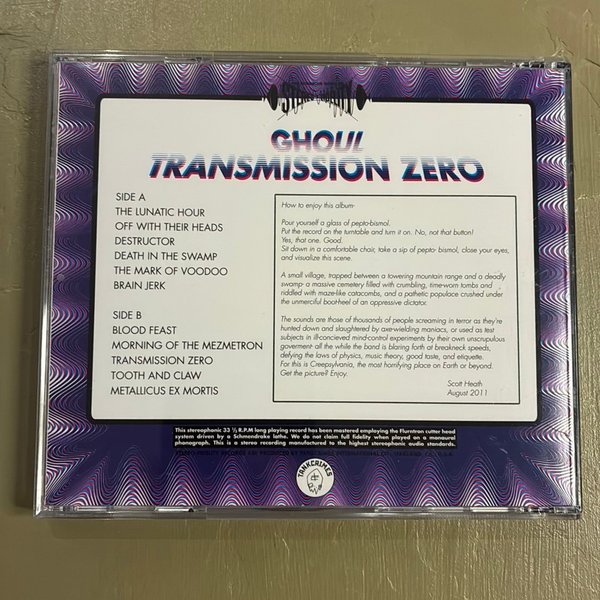 GHOUL
TRANSMISSION ZERO
SIDE A
THE LUNATIC HOUR
OFF WITH THEIR HEADS
DESTRUCTOR
DEATH IN THE SWAMP
THE MARK OF VOODOO
BRAIN JERK
SIDE B
BLOOD FEAST
MORNING OF THE MEZMETRON
TRANSMISSION ZERO
TOOTH AND CLAW
METALLICUS EX MORTIS
How to enjoy this album-
Pour yourself a glass of pepto-bismol.
Put the record on the turntable and turn it on. No, not that button!
Yes, that one. Good.
Sit down in a comfortable chair, take a sip of pepto- bismol, close your eyes,
and visualize this scene.
A small village, trapped between a towering mountain range and a deadly
swamp- a massive cemetery filled with crumbling, time-worn tombs and
riddled with maze-like catacombs, and a pathetic populace crushed under
the unmerciful boot-heel of an oppressive dictator.
The sounds are those of thousands of people screaming in terror as they're
hunted down and slaughtered by axe-wielding maniacs, or used as test
subjects in ill-concieved mind-control experiments by their own unscrupulous
goverment- all the while the band is blaring forth at breakneck speeds,
defying the laws of physics, music theory, good taste, and etiquette.
For this is Creepsylvania, the most horrifying place on Earth or beyond.
Get the picture? Enjoy.
Scott Heath
August 2011
This stereophonic 33 ⅓ R.P.M long playing record has been mastered employing the Flurntron cutter head
system driven by a Schmendrake lathe. We do not claim full fidelity when played on a monaural
phonograph. This is a stereo recording manufactured to the highest stereophonic audio standards.
TANKCRIMES